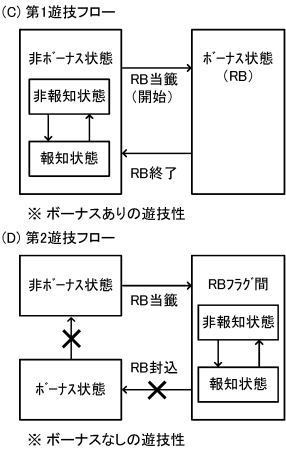 (C) 第1遊技フロー
非ボーナス状態
非報知状態
報知状態
RB当籤
(開始)
RB終了
ボーナス状態
(RB)
※ ボーナスありの遊技性
(D) 第2遊技フロー
非ボーナス状態
RB当籤
RBフラグ間
非報知状態
報知状態
RB封込
ボーナス状態
※ ボーナスなしの遊技性